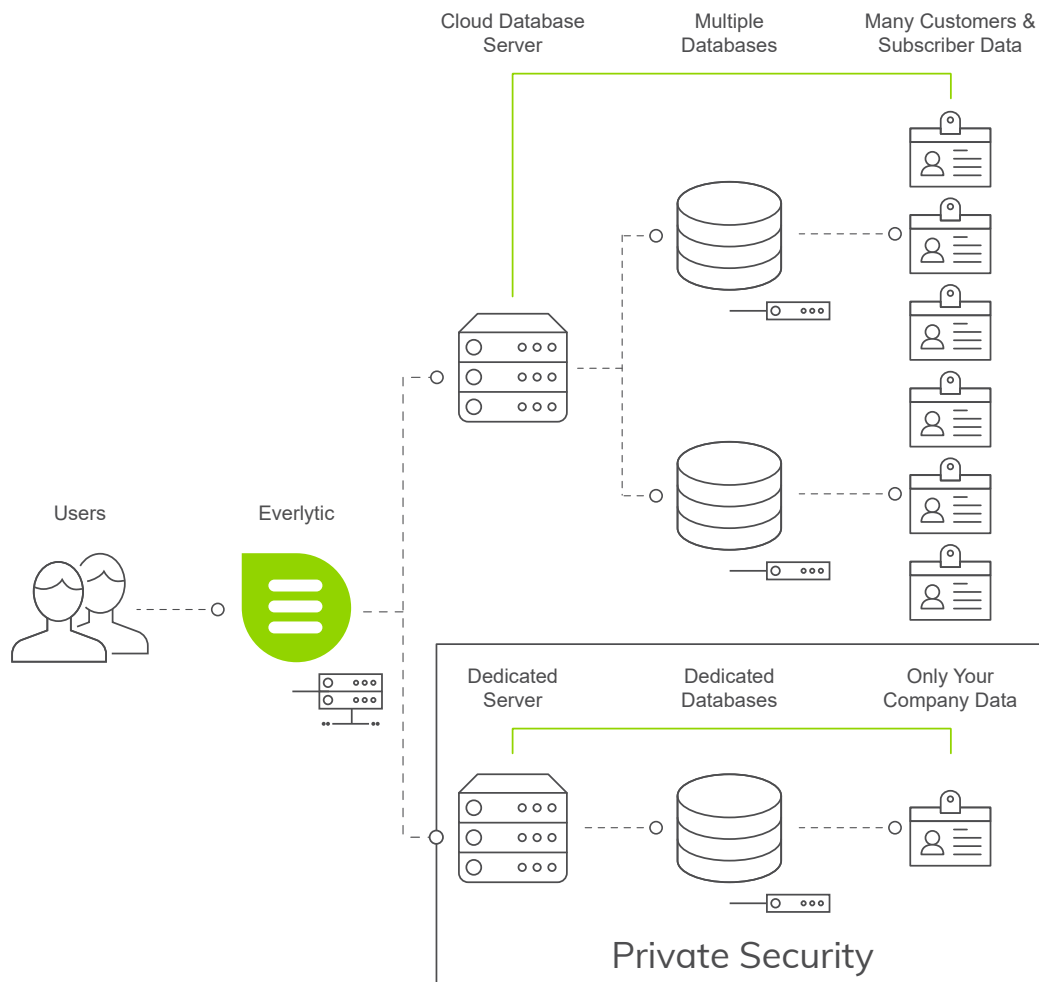 Cloud Database
Server
Multiple
Databases
Many Customers &
Subscriber Data
Users
Everlytic
Dedicated
Server
Dedicated
Databases
Only Your
Company Data
Private Security